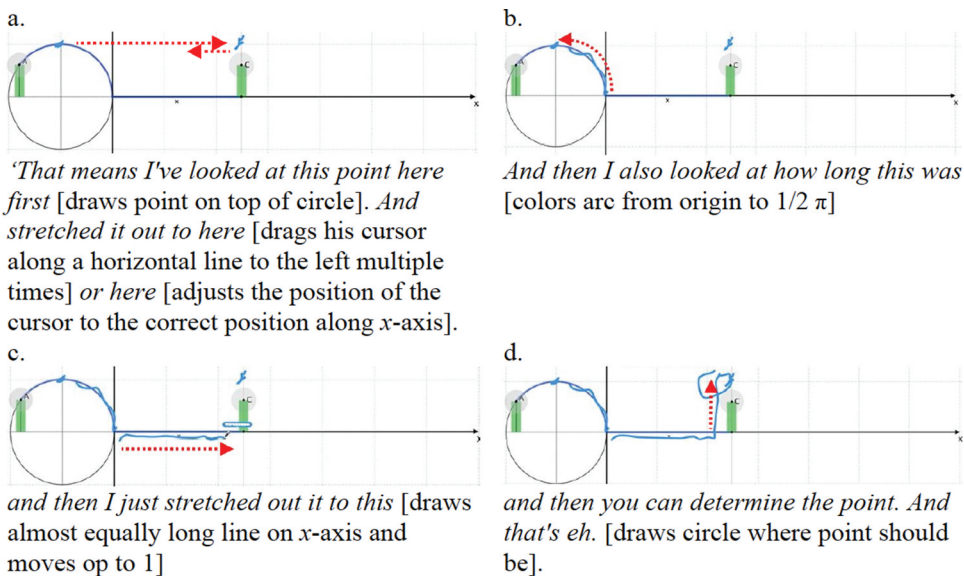 a.
A
C
x
x
‘That means I've looked at this point here
first [draws point on top of circle]. And
stretched it out to here [drags his cursor
along a horizontal line to the left multiple
times] or here [adjusts the position of the
cursor to the correct position along x-axis].
b.
A
C
x
x
And then I also looked at how long this was
[colors arc from origin to 1/2 π]
c.
A
C
x
and then I just stretched out it to this [draws
almost equally long line on x-axis and
moves op to 1]
d.
A
C
x
and then you can determine the point. And
that's eh. [draws circle where point should
be].